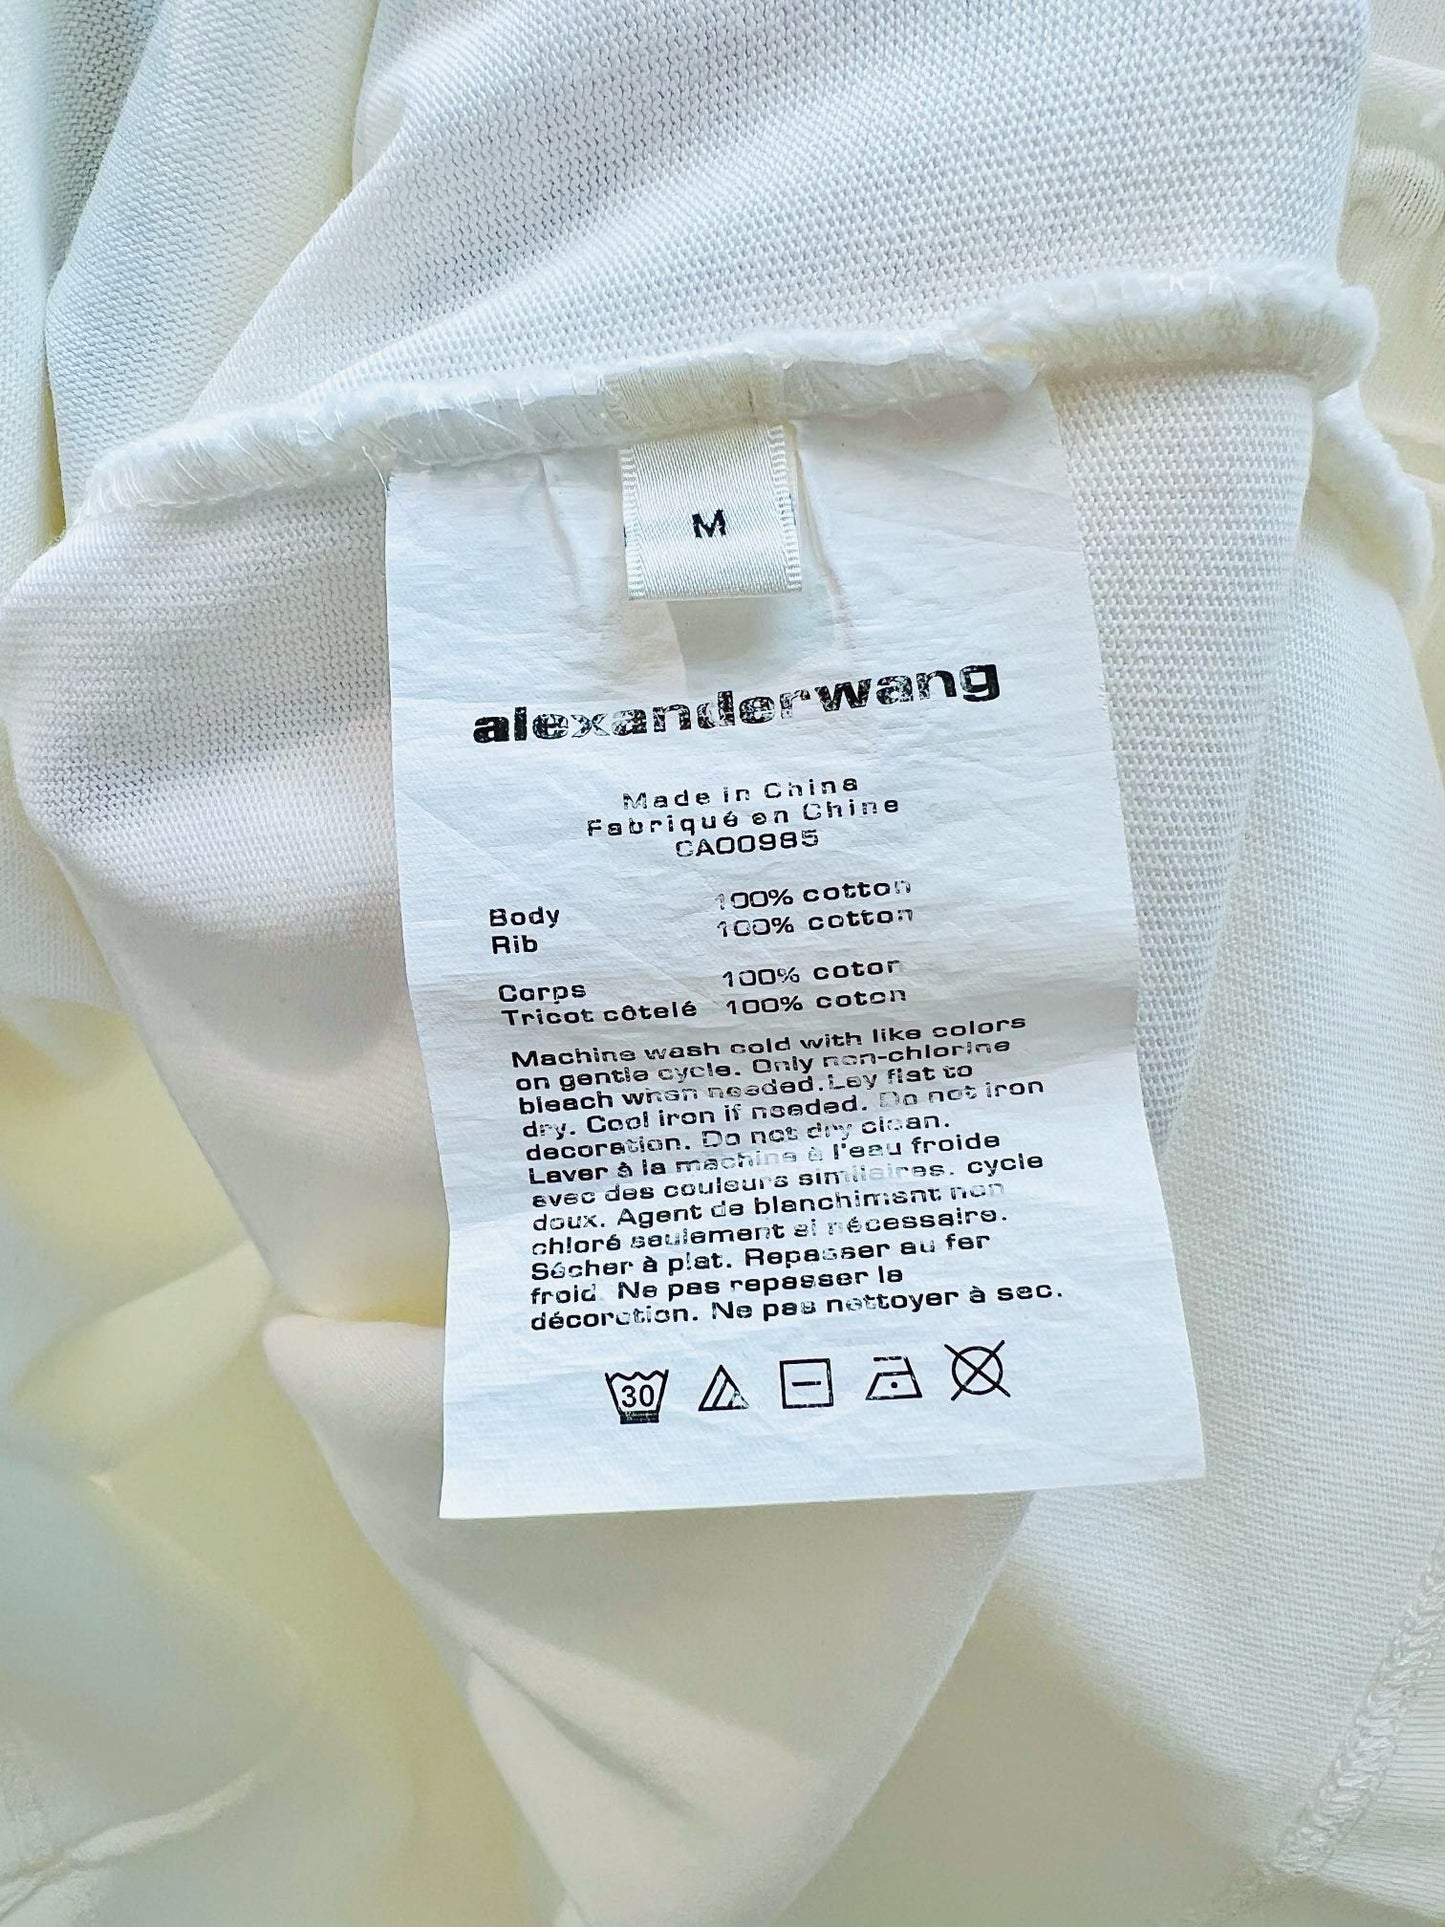 M
alexanderwang
Made in China
Fabriqué en Chine
CA00985
Body 100% cotton
Rib 100% cotton
Corps 100% coton
Tricot côtelé 100% coton
Machine wash cold with like colors
on gentle cycle. Only non-chlorine
bleach when needed. Lay flat to
dry. Cool iron if needed. Do not iron
decoration. Do not dry clean.
Laver à la machine à l'eau froide
avec des couleurs similaires. cycle
doux. Agent de blanchiment non
chloré seulement si nécessaire.
Sécher à plat. Repasser au fer
froid. Ne pas repasser la
décoration. Ne pas nettoyer à sec.
30